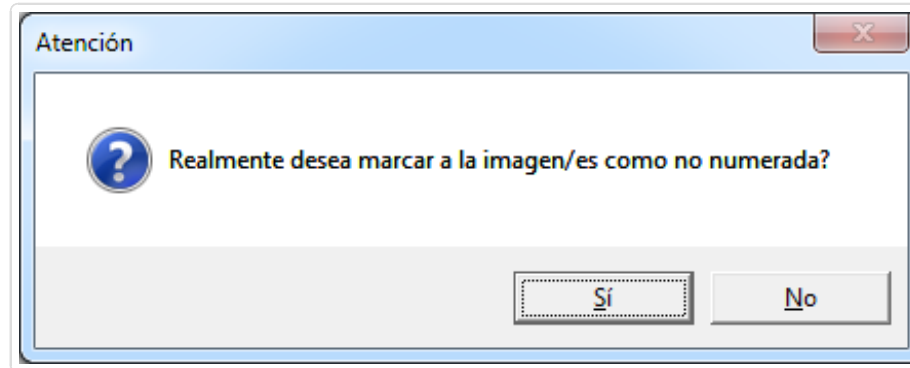 Atención
Realmente desea marcar a la imagen/es como no numerada?
Sí
No